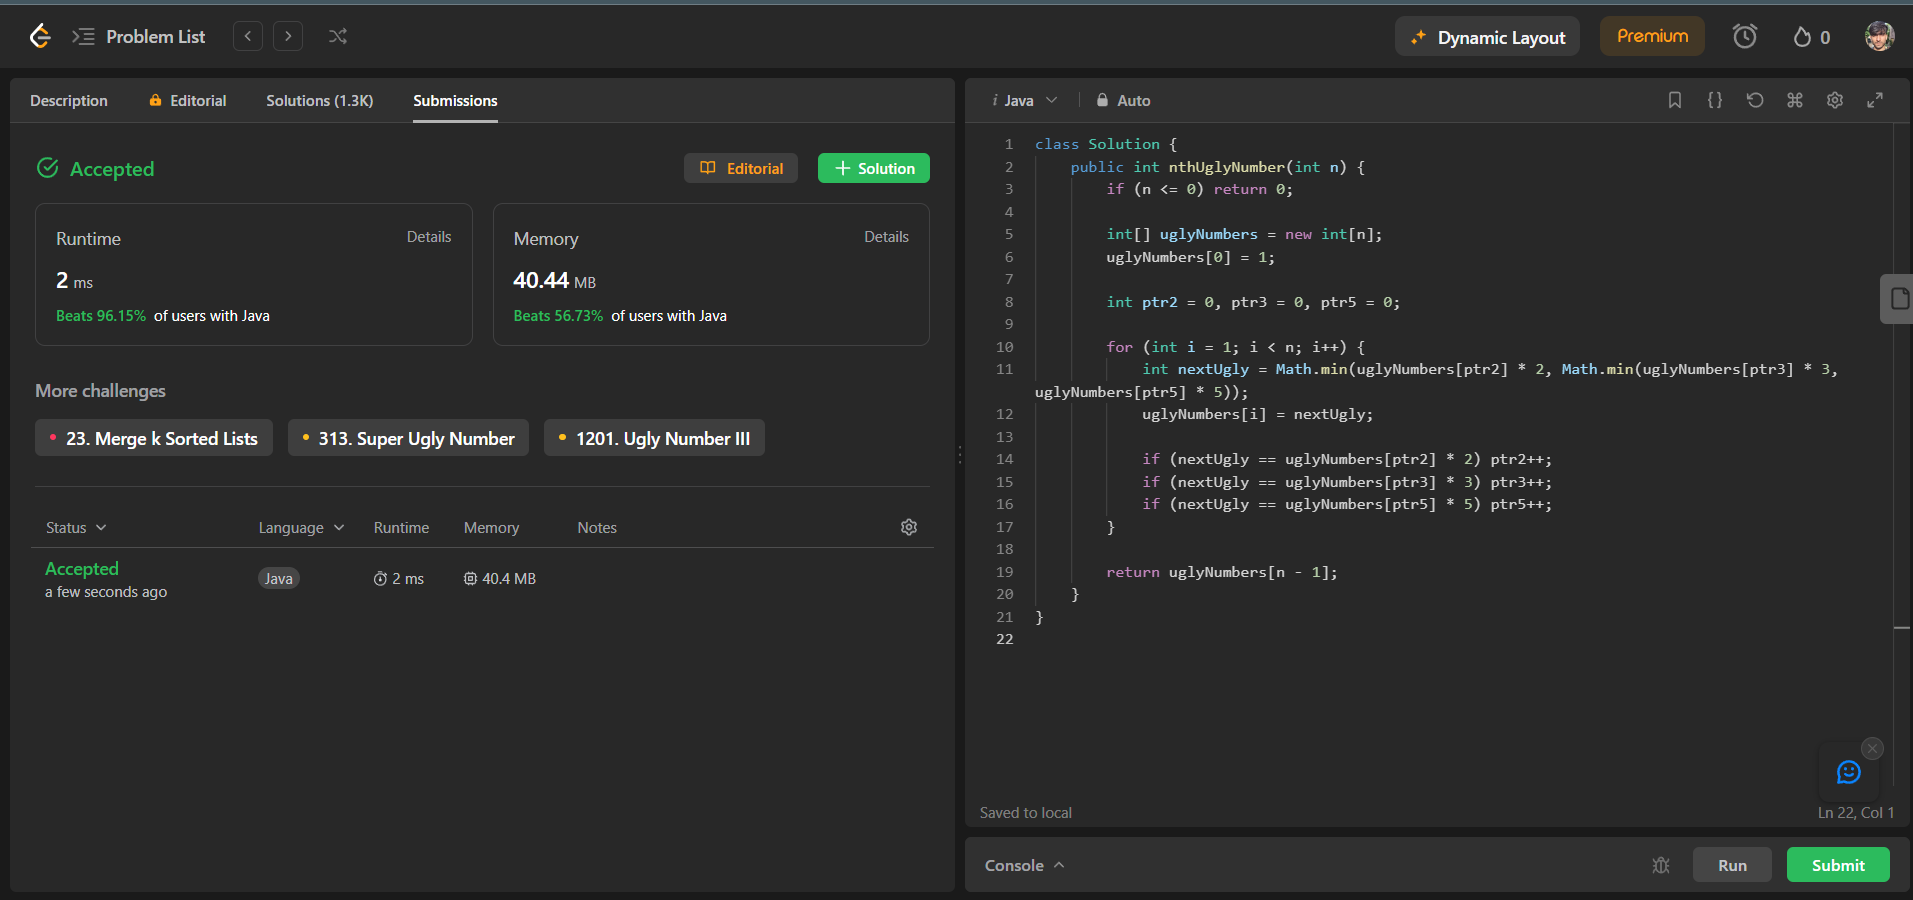 Problem List
Dynamic Layout
Premium
0
Description
Editorial
Solutions (1.3K)
Submissions
Accepted
Editorial
Solution
Runtime
Details
2 ms
Beats 96.15% of users with Java
Memory
Details
40.44 MB
Beats 56.73% of users with Java
More challenges
23. Merge k Sorted Lists
313. Super Ugly Number
1201. Ugly Number III
Status
Language
Runtime
Memory
Notes
Accepted
a few seconds ago
Java
2 ms
40.4 MB
i Java
Auto
1 class Solution {
2 public int nthUglyNumber(int n) {
3 if (n <= 0) return 0;
4
5 int[] uglyNumbers = new int[n];
6 uglyNumbers[0] = 1;
7
8 int ptr2 = 0, ptr3 = 0, ptr5 = 0;
9
10 for (int i = 1; i < n; i++) {
11 int nextUgly = Math.min(uglyNumbers[ptr2] * 2, Math.min(uglyNumbers[ptr3] * 3,
uglyNumbers[ptr5] * 5));
12 uglyNumbers[i] = nextUgly;
13
14 if (nextUgly == uglyNumbers[ptr2] * 2) ptr2++;
15 if (nextUgly == uglyNumbers[ptr3] * 3) ptr3++;
16 if (nextUgly == uglyNumbers[ptr5] * 5) ptr5++;
17 }
18
19 return uglyNumbers[n - 1];
20 }
21 }
22
Saved to local
Ln 22, Col 1
Console
Run
Submit